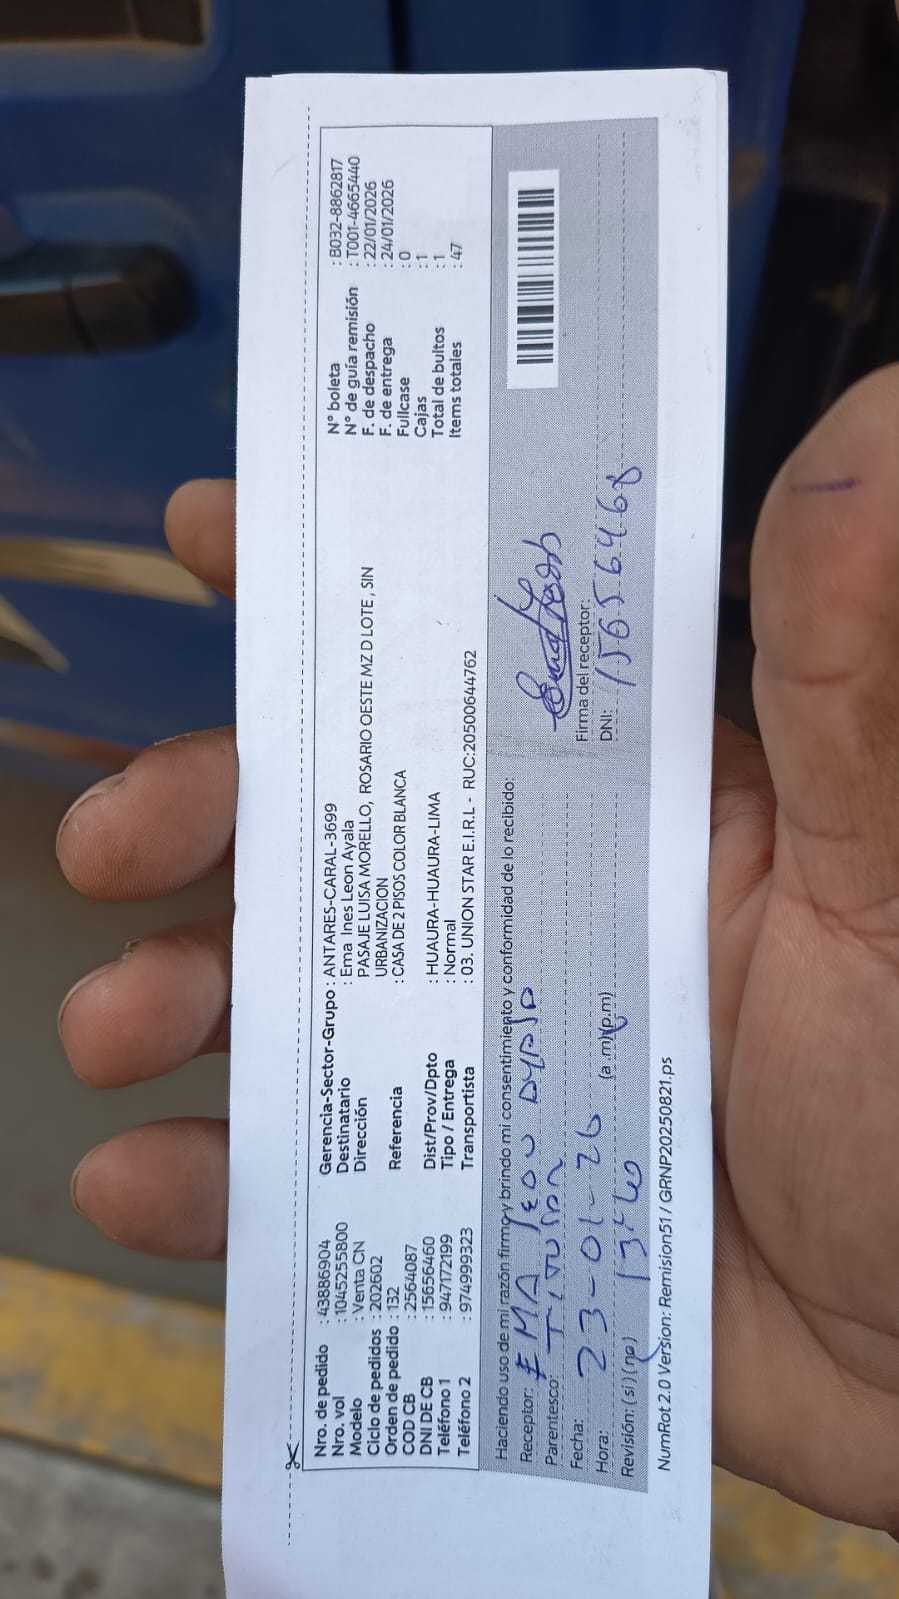 Nro. de pedido : 43886904
Nro. vol : 1045255800
Modelo : Venta CN
Ciclo de pedidos : 202602
Orden de pedido : 132
COD CB : 2564087
DNI DE CB : 15656460
Teléfono 1 : 947172199
Teléfono 2 : 974999323
Gerencia-Sector-Grupo : ANTARES-CARAL-3699
Destinatario : Ema Ines Leon Ayala
Dirección PASAJE LUISA MORELLO, ROSARIO OESTE MZ D LOTE , SIN
URBANIZACION
Referencia : CASA DE 2 PISOS COLOR BLANCA
Dist/Prov/Dpto : HUAURA-HUAURA-LIMA
Tipo / Entrega : Normal
Transportista : 03. UNION STAR E.I.R.L - RUC:20500644762
N° boleta : B032-8862817
N° de guía remisión : T001-4665440
F. de despacho : 22/01/2026
F. de entrega : 24/01/2026
Fullcase : 0
Cajas : 1
Total de bultos : 1
Items totales : 47
Haciendo uso de mi razón firmo y brindo mi consentimiento y conformidad de lo recibido:
Receptor: EMA LEON
Parentesco:
Fecha: 23-01-26
Hora: (a.m)(p.m)
Revisión: (si) (no)
Firma del receptor:
DNI: 15656468
NumRot 2.0 Version: Remision51 / GRNP20250821.ps